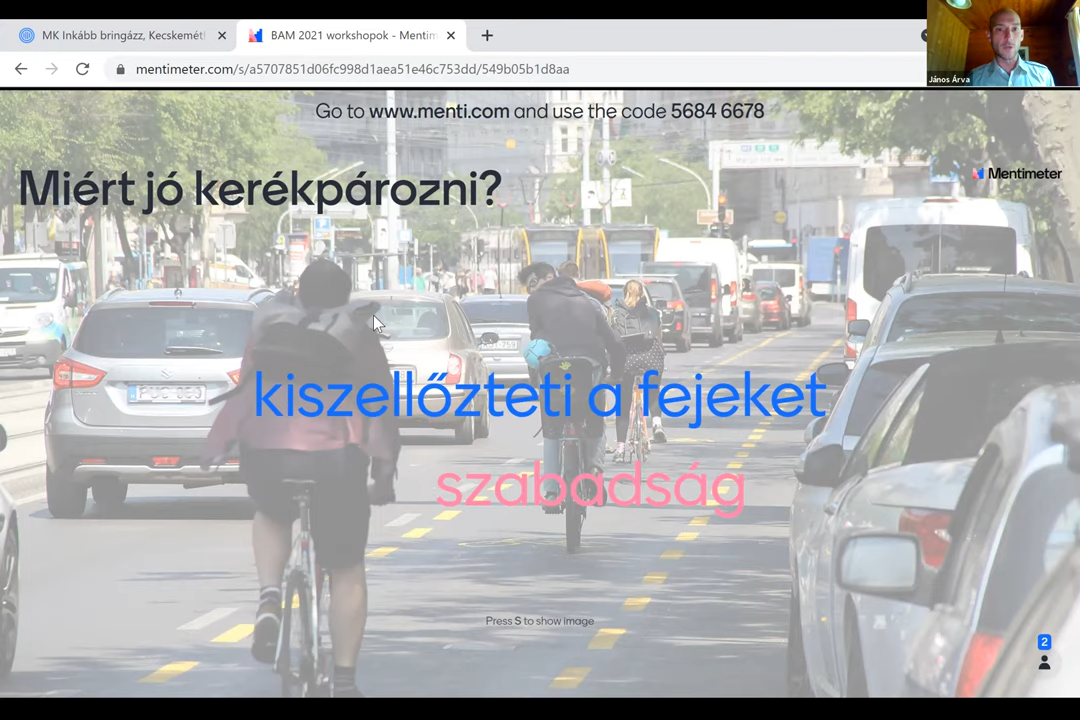 MK Inkább bringázz, Kecskemét!
BAM 2021 workshopok - Mentim
mentimeter.com/s/a5707851d06fc998d1aea51e46c753dd/549b05b1d8aa
János Árva
Go to www.menti.com and use the code 5684 6678
Miért jó kerékpározni?
Mentimeter
kiszellőzteti a fejeket
szabadság
Press S to show image
2